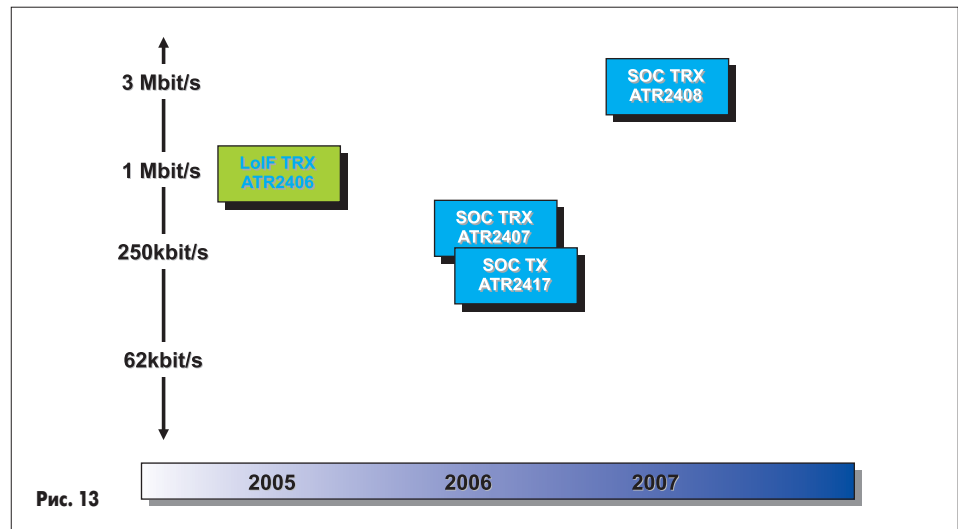 3 Mbit/s
SOC TRX
ATR2408
1 Mbit/s
LoIF TRX
ATR2406
SOC TRX
ATR2407
250kbit/s
SOC TX
ATR2417
62kbit/s
2005
2006
2007
Рис. 13